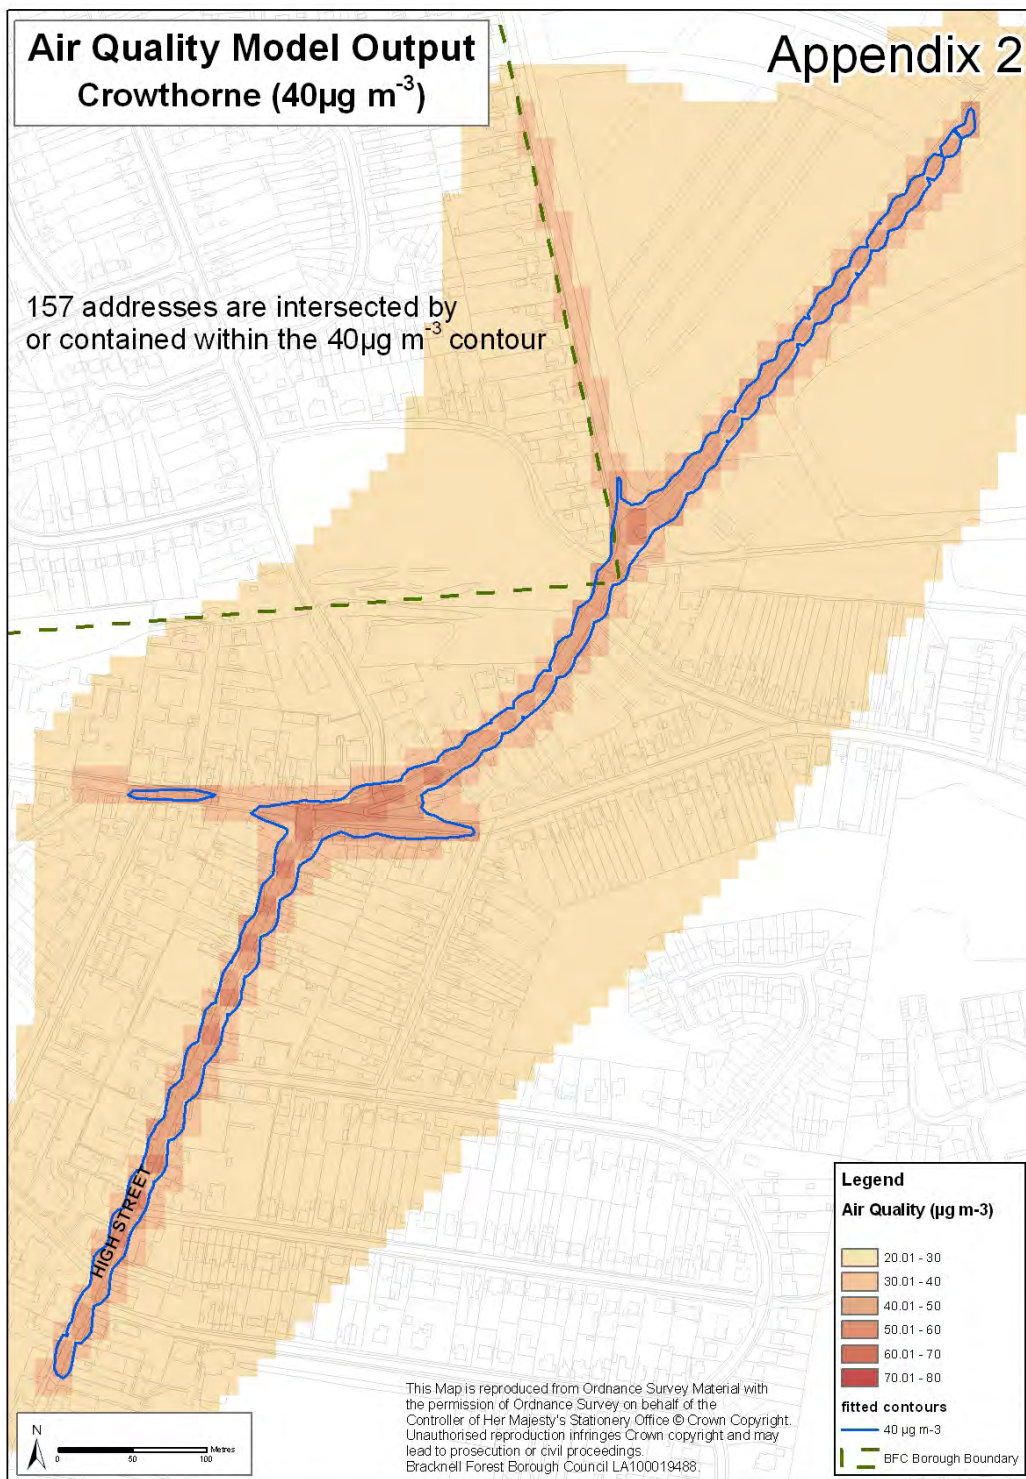 Air Quality Model Output
Crowthorne (40µg m-3)
Appendix 2
157 addresses are intersected by
or contained within the 40µg m-3 contour
HIGH STREET
Legend
Air Quality (µg m-3)
20.01 - 30
30.01 - 40
40.01 - 50
50.01 - 60
60.01 - 70
70.01 - 80
fitted contours
40 µg m-3
BFC Borough Boundary
This Map is reproduced from Ordnance Survey Material with
the permission of Ordnance Survey on behalf of the
Controller of Her Majesty's Stationery Office © Crown Copyright.
Unauthorised reproduction infringes Crown copyright and may
lead to prosecution or civil proceedings.
Bracknell Forest Borough Council LA100019488
N
Metres
0 50 100